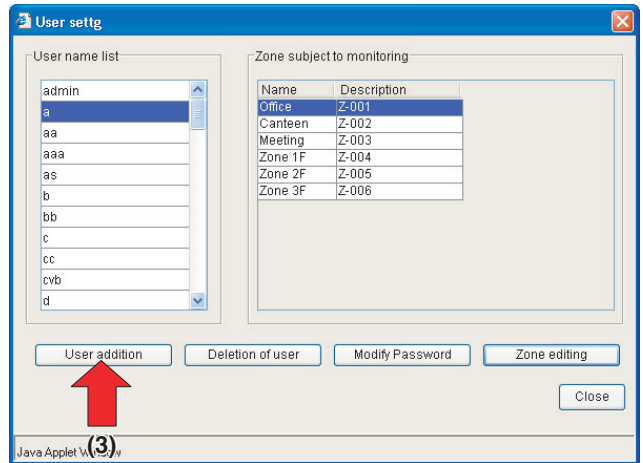 User settg
User name list
admin
a
aa
aaa
as
b
bb
c
cc
cvb
d
Zone subject to monitoring
Name Description
Office Z-001
Canteen Z-002
Meeting Z-003
Zone 1F Z-004
Zone 2F Z-005
Zone 3F Z-006
User addition Deletion of user Modify Password Zone editing
Close
(3)
Java Applet